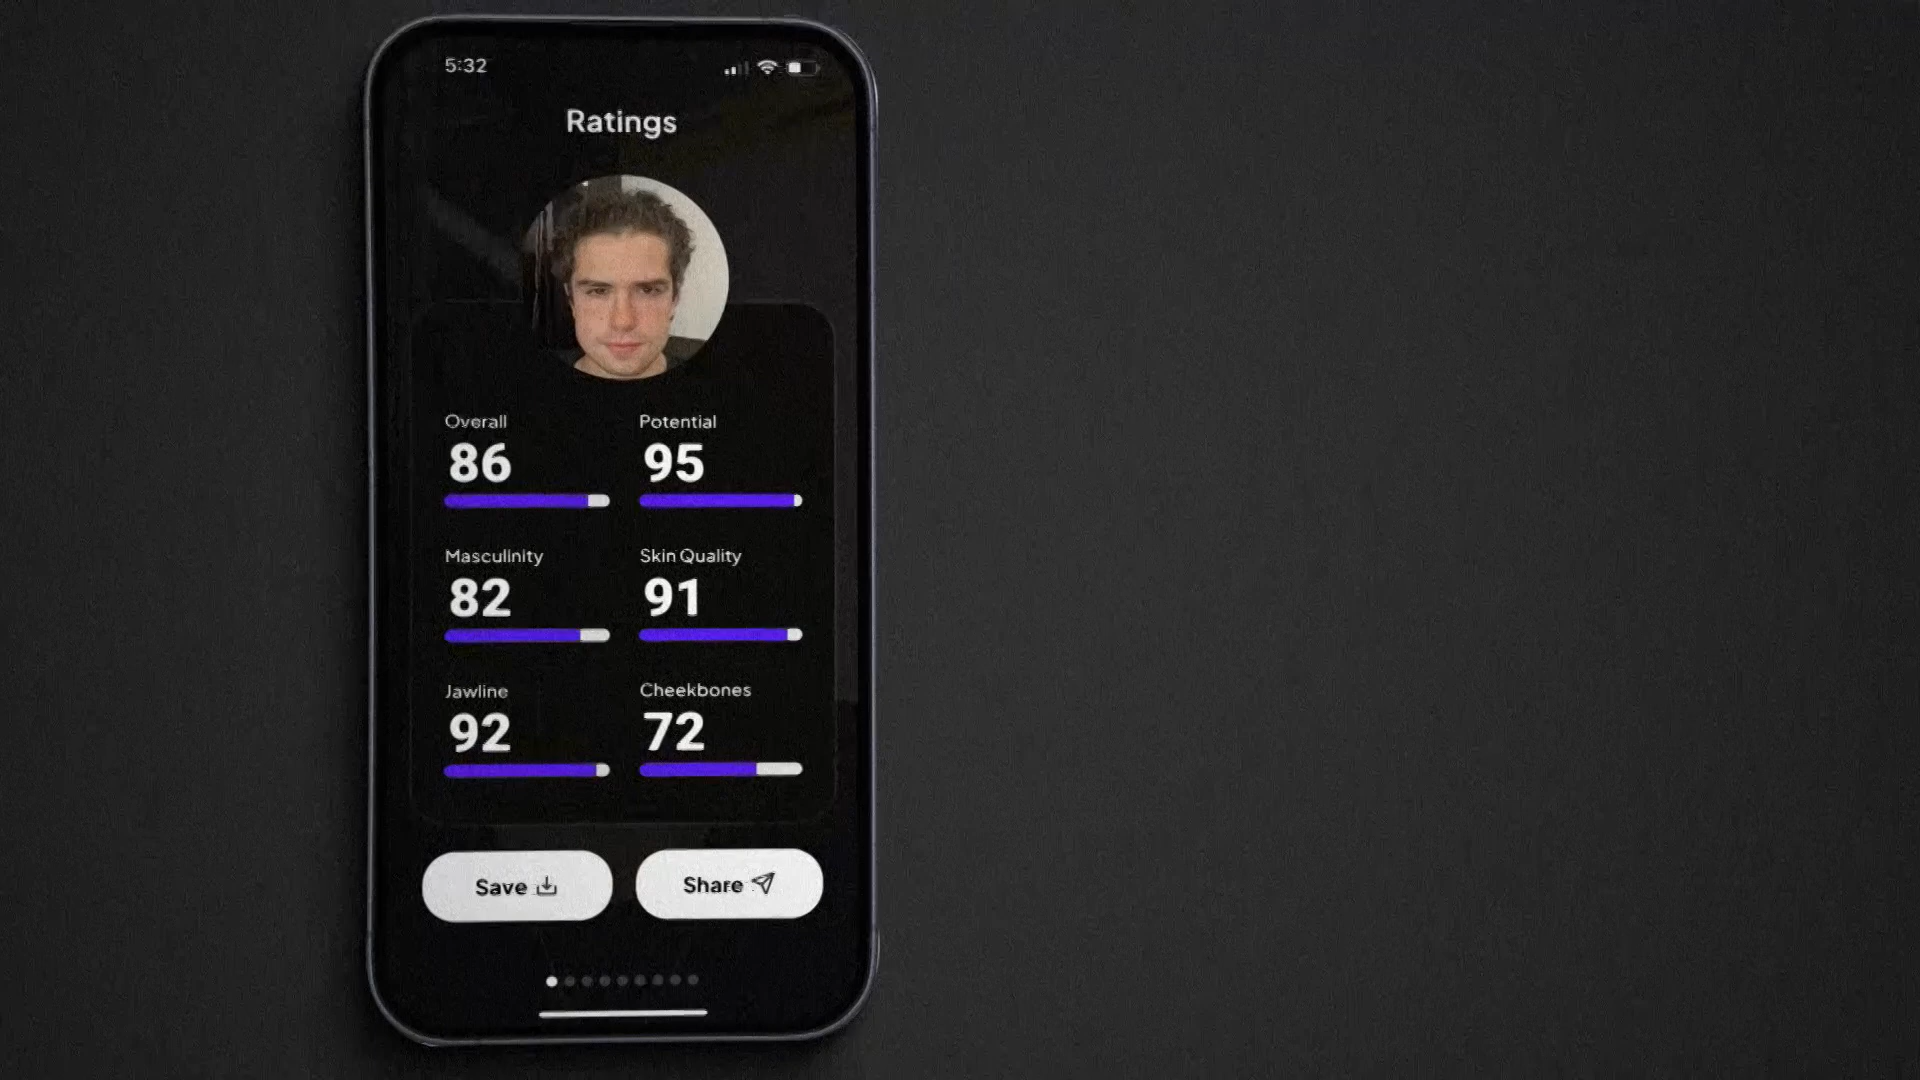 5:32
Ratings
Overall Potential
86 95
Masculinity Skin Quality
82 91
Jawline Cheekbones
92 72
Save Share